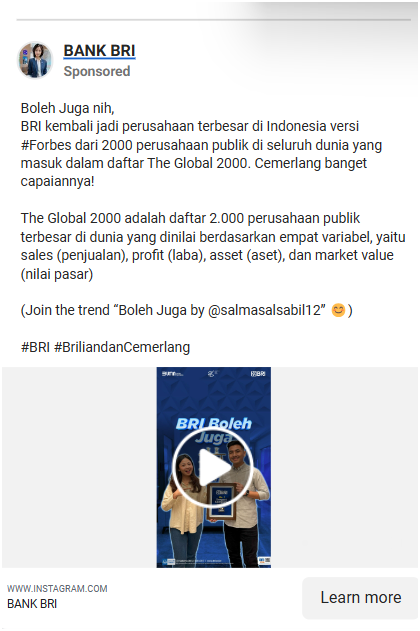 BANK BRI
Sponsored
Boleh Juga nih,
BRI kembali jadi perusahaan terbesar di Indonesia versi
#Forbes dari 2000 perusahaan publik di seluruh dunia yang
masuk dalam daftar The Global 2000. Cemerlang banget
capaiannya!
The Global 2000 adalah daftar 2.000 perusahaan publik
terbesar di dunia yang dinilai berdasarkan empat variabel, yaitu
sales (penjualan), profit (laba), asset (aset), dan market value
(nilai pasar)
(Join the trend “Boleh Juga by @salmasalsabil12” 😊 )
#BRI #BriliandanCemerlang
BRI
BRI Boleh
Juga
WWW.INSTAGRAM.COM
BANK BRI
Learn more